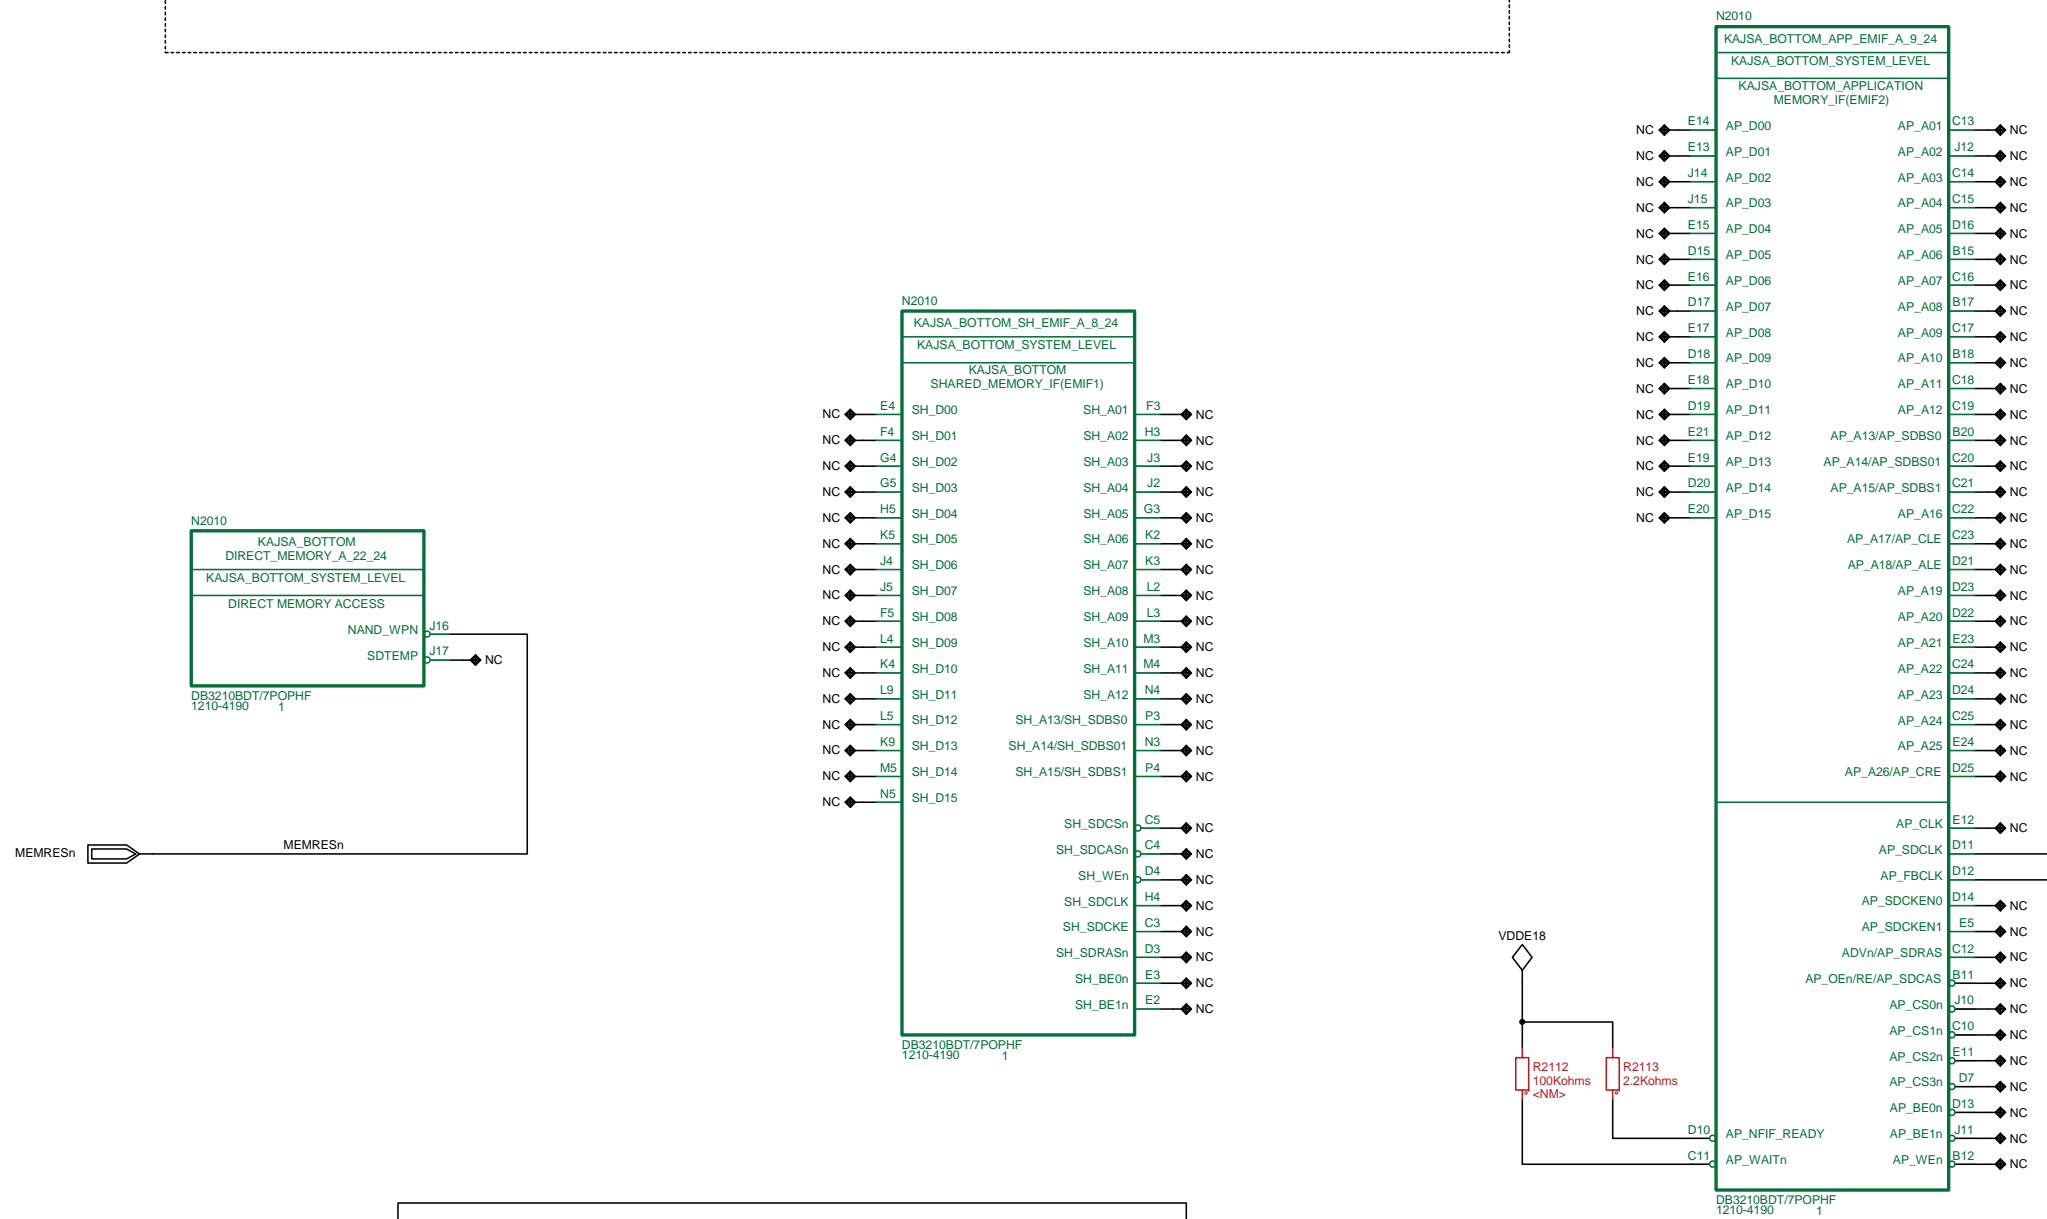 N2010
KAJSA_BOTTOM
DIRECT_MEMORY_A_22_24
KAJSA_BOTTOM_SYSTEM_LEVEL
DIRECT MEMORY ACCESS
NAND_WPN J16
SDTEMP J17 NC
DB3210BDT/7POPHF
1210-4190 1
MEMRESn MEMRESn
N2010
KAJSA_BOTTOM_SH_EMIF_A_8_24
KAJSA_BOTTOM_SYSTEM_LEVEL
KAJSA_BOTTOM
SHARED_MEMORY_IF(EMIF1)
NC E4 SH_D00 SH_A01 F3 NC
NC F4 SH_D01 SH_A02 H3 NC
NC G4 SH_D02 SH_A03 J3 NC
NC G5 SH_D03 SH_A04 J2 NC
NC H5 SH_D04 SH_A05 G3 NC
NC K5 SH_D05 SH_A06 K2 NC
NC J4 SH_D06 SH_A07 K3 NC
NC J5 SH_D07 SH_A08 L2 NC
NC F5 SH_D08 SH_A09 L3 NC
NC L4 SH_D09 SH_A10 M3 NC
NC K4 SH_D10 SH_A11 M4 NC
NC L9 SH_D11 SH_A12 N4 NC
NC L5 SH_D12 SH_A13/SH_SDBS0 P3 NC
NC K9 SH_D13 SH_A14/SH_SDBS01 N3 NC
NC M5 SH_D14 SH_A15/SH_SDBS1 P4 NC
NC N5 SH_D15
SH_SDCSn C5 NC
SH_SDCASn C4 NC
SH_WEn D4 NC
SH_SDCLK H4 NC
SH_SDCKE C3 NC
SH_SDRASn D3 NC
SH_BE0n E3 NC
SH_BE1n E2 NC
DB3210BDT/7POPHF
1210-4190 1
N2010
KAJSA_BOTTOM_APP_EMIF_A_9_24
KAJSA_BOTTOM_SYSTEM_LEVEL
KAJSA_BOTTOM_APPLICATION
MEMORY_IF(EMIF2)
NC E14 AP_D00 AP_A01 C13 NC
NC E13 AP_D01 AP_A02 J12 NC
NC J14 AP_D02 AP_A03 C14 NC
NC J15 AP_D03 AP_A04 C15 NC
NC E15 AP_D04 AP_A05 D16 NC
NC D15 AP_D05 AP_A06 B15 NC
NC E16 AP_D06 AP_A07 C16 NC
NC D17 AP_D07 AP_A08 B17 NC
NC E17 AP_D08 AP_A09 C17 NC
NC D18 AP_D09 AP_A10 B18 NC
NC E18 AP_D10 AP_A11 C18 NC
NC D19 AP_D11 AP_A12 C19 NC
NC E21 AP_D12 AP_A13/AP_SDBS0 B20 NC
NC E19 AP_D13 AP_A14/AP_SDBS01 C20 NC
NC D20 AP_D14 AP_A15/AP_SDBS1 C21 NC
NC E20 AP_D15 AP_A16 C22 NC
AP_A17/AP_CLE C23 NC
AP_A18/AP_ALE D21 NC
AP_A19 D23 NC
AP_A20 D22 NC
AP_A21 E23 NC
AP_A22 C24 NC
AP_A23 D24 NC
AP_A24 C25 NC
AP_A25 E24 NC
AP_A26/AP_CRE D25 NC
AP_CLK E12 NC
AP_SDCLK D11
AP_FBCLK D12
AP_SDCKEN0 D14 NC
AP_SDCKEN1 E5 NC
ADVn/AP_SDRAS C12 NC
AP_OEn/RE/AP_SDCAS B11 NC
AP_CS0n J10 NC
AP_CS1n C10 NC
AP_CS2n E11 NC
AP_CS3n D7 NC
AP_BE0n D13 NC
D10 AP_NFIF_READY AP_BE1n J11 NC
C11 AP_WAITn AP_WEn B12 NC
DB3210BDT/7POPHF
1210-4190 1
VDDE18
R2112
100Kohms
<NM>
R2113
2.2Kohms